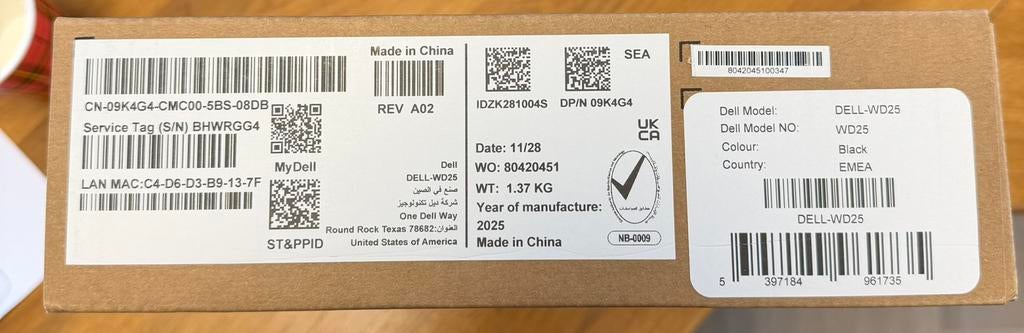 Made in China
CN-09K4G4-CMC00-5BS-08DB
REV A02
Service Tag (S/N) BHWRGG4
MyDell
LAN MAC:C4-D6-D3-B9-13-7F
ST&PPID
Dell
DELL-WD25
صنع في الصين
شركة ديل تكنولوجيز
One Dell Way
Round Rock Texas 78682:العنوان
United States of America
SEA
IDZK281004S DP/N 09K4G4
UK
CA
Date: 11/28
WO: 80420451
WT: 1.37 KG
Year of manufacture:
2025
Made in China
NB-0009
8042045100347
Dell Model: DELL-WD25
Dell Model NO: WD25
Colour: Black
Country: EMEA
DELL-WD25
5 397184 961735